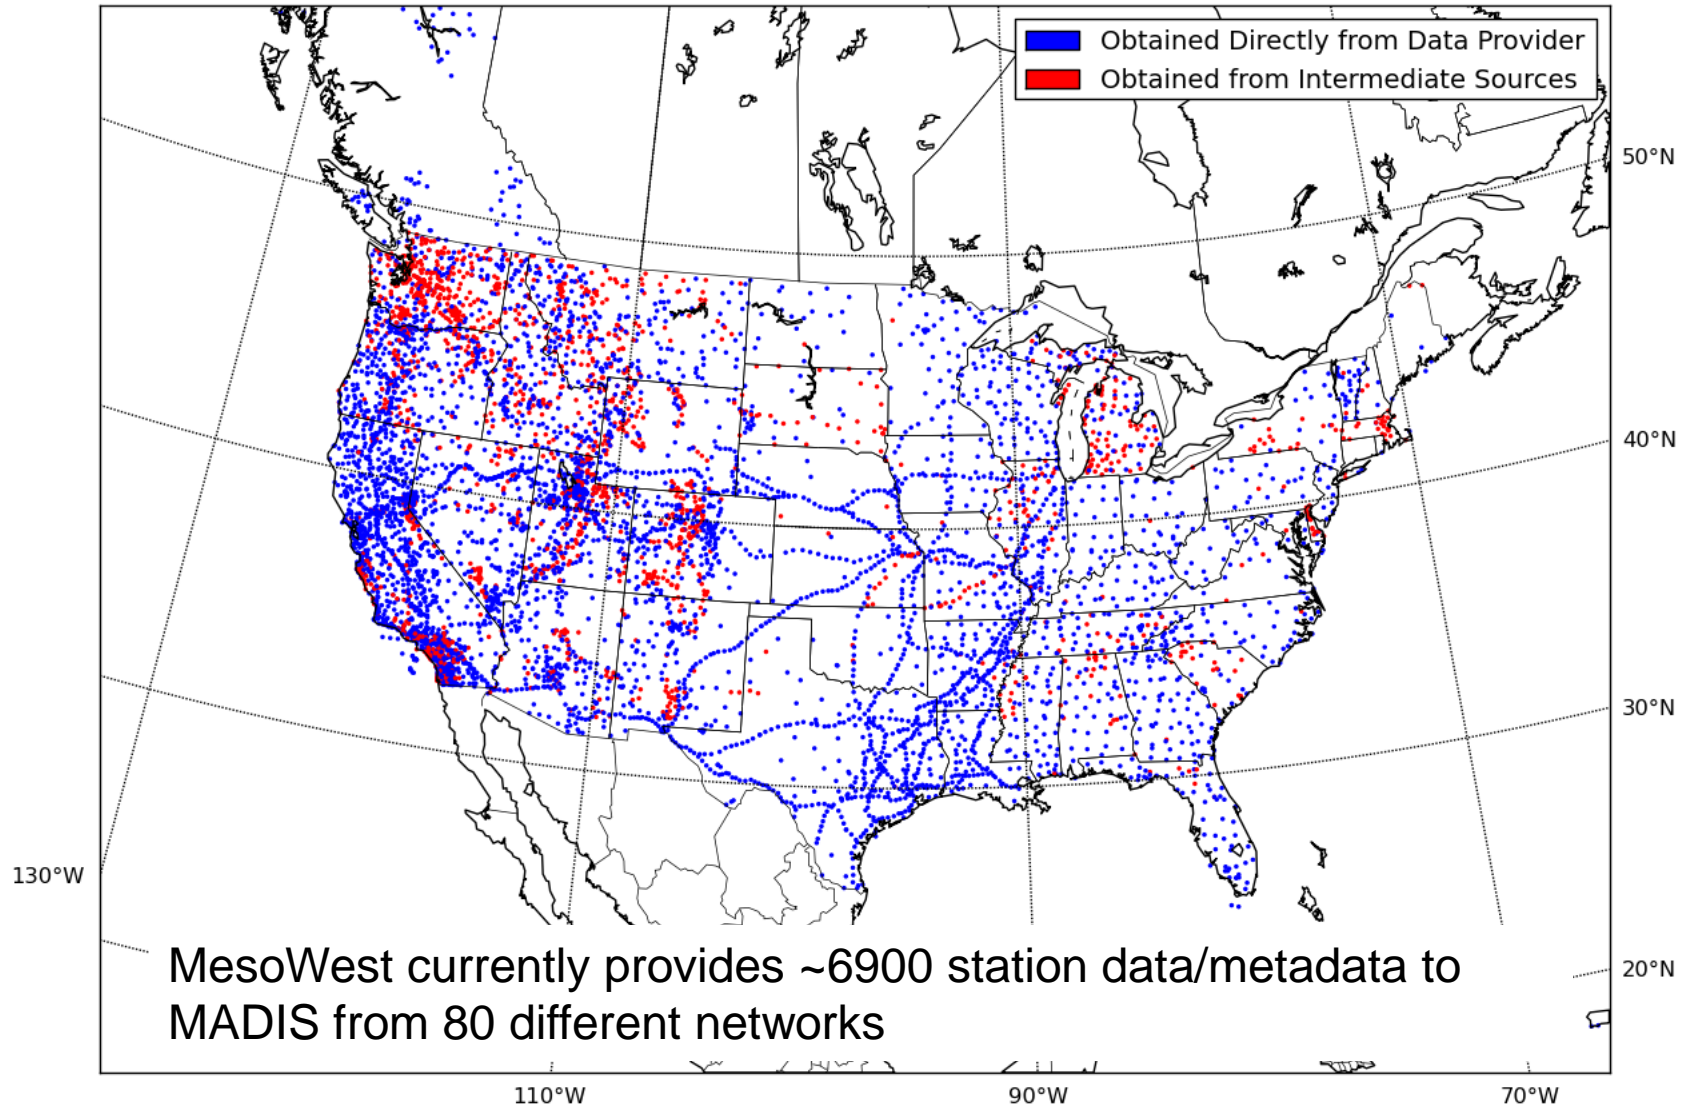 Obtained Directly from Data Provider
Obtained from Intermediate Sources
50°N
40°N
30°N
130°W
20°N
MesoWest currently provides ~6900 station data/metadata to
MADIS from 80 different networks
110°W
90°W
70°W